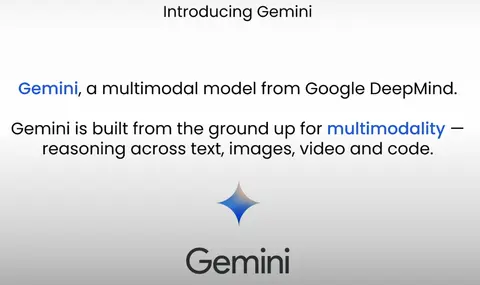 Introducing Gemini
Gemini, a multimodal model from Google DeepMind.
Gemini is built from the ground up for multimodality —
reasoning across text, images, video and code.
Gemini